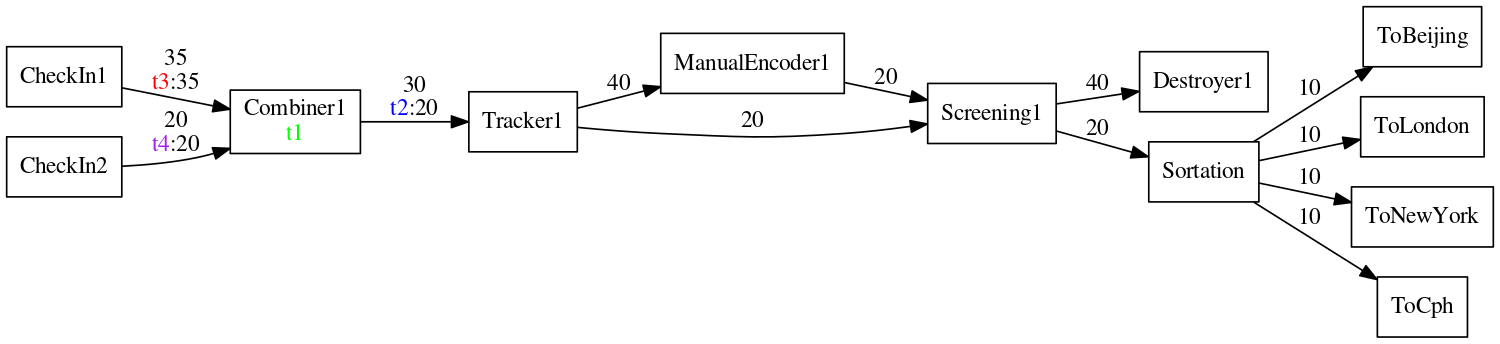 CheckIn1
CheckIn2
35
t3:35
20
t4:20
Combiner1
t1
30
t2:20
Tracker1
40
20
ManualEncoder1
20
Screening1
40
20
Destroyer1
Sortation
10
10
10
10
ToBeijing
ToLondon
ToNewYork
ToCph